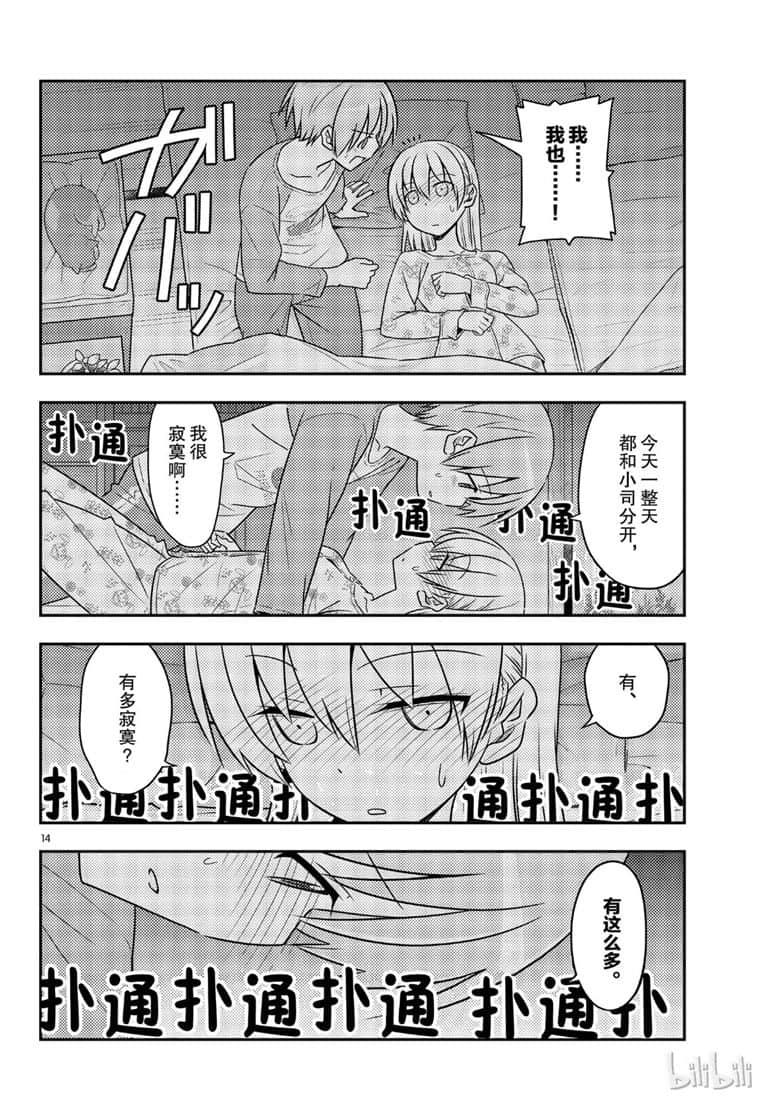 我……
我也……！
ガバッ
今天一整天
都和小司分开，
我很
寂寞啊……
扑通
扑通
扑通
扑通
有、
有多寂寞？
扑通扑通扑
通扑通扑
14
有这么多。
扑通扑通扑通
扑通扑
bilibili